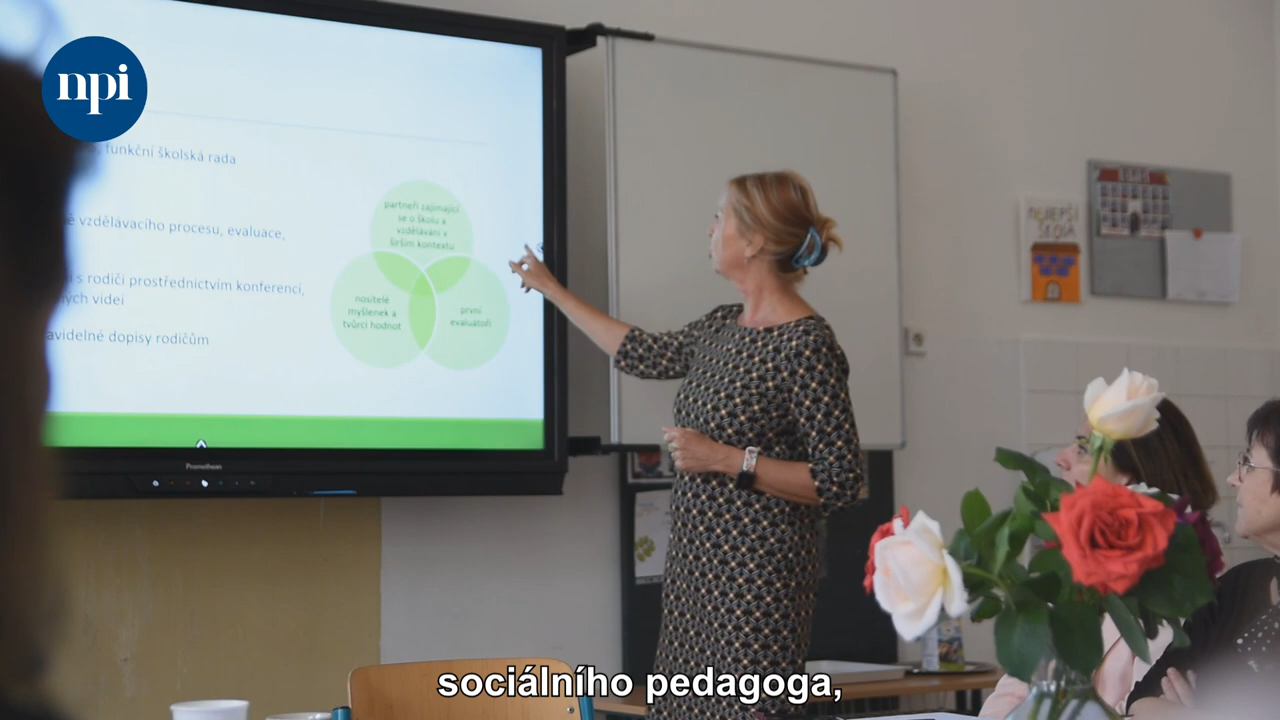 npi
funkční školská rada
vzdělávacího procesu, evaluace,
s rodiči prostřednictvím konferencí,
videí
avidelné dopisy rodičům
partneři zajímající
se o školu a
vzdělávání v
širším kontextu
nositelé
myšlenek a
tvůrci hodnot
první
evaluátoři
Promethean
NEJLEPŠÍ
ŠKOLA
sociálního pedagoga,